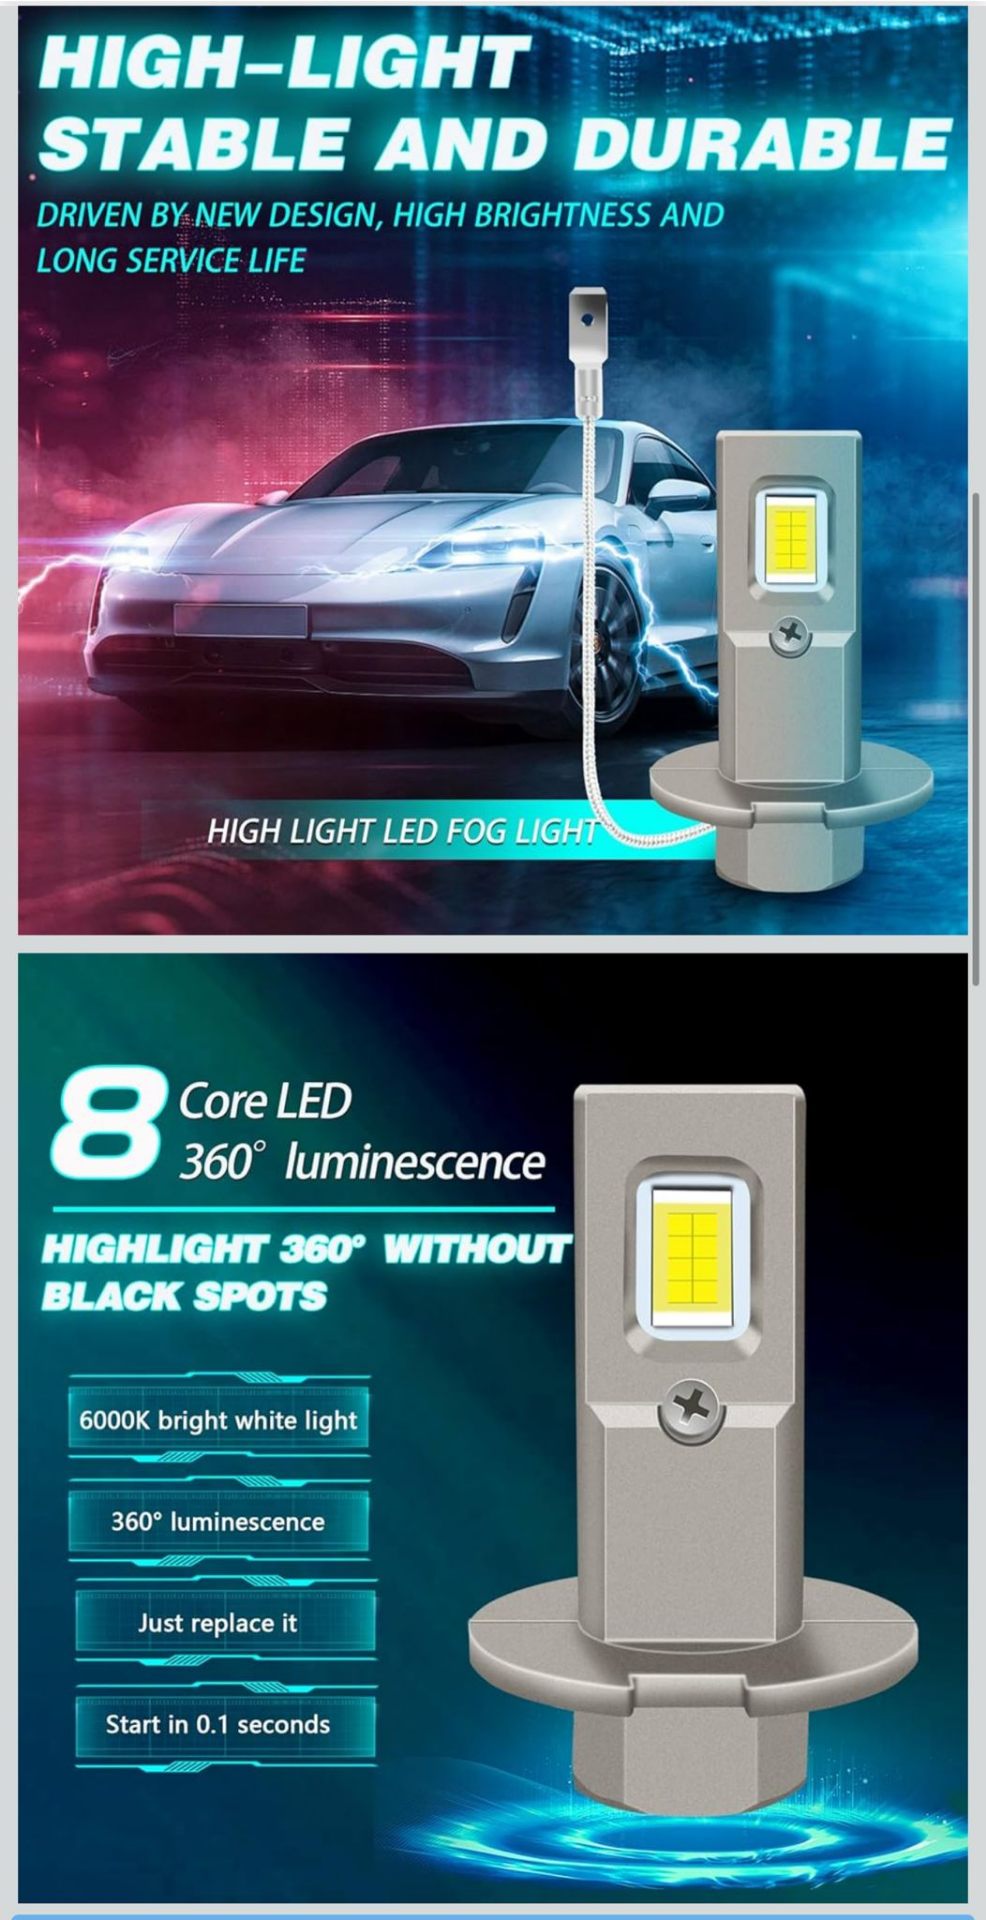 HIGH-LIGHT
STABLE AND DURABLE
DRIVEN BY NEW DESIGN, HIGH BRIGHTNESS AND
LONG SERVICE LIFE
HIGH LIGHT LED FOG LIGHT
8 Core LED
360° luminescence
HIGHLIGHT 360° WITHOUT
BLACK SPOTS
6000K bright white light
360° luminescence
Just replace it
Start in 0.1 seconds